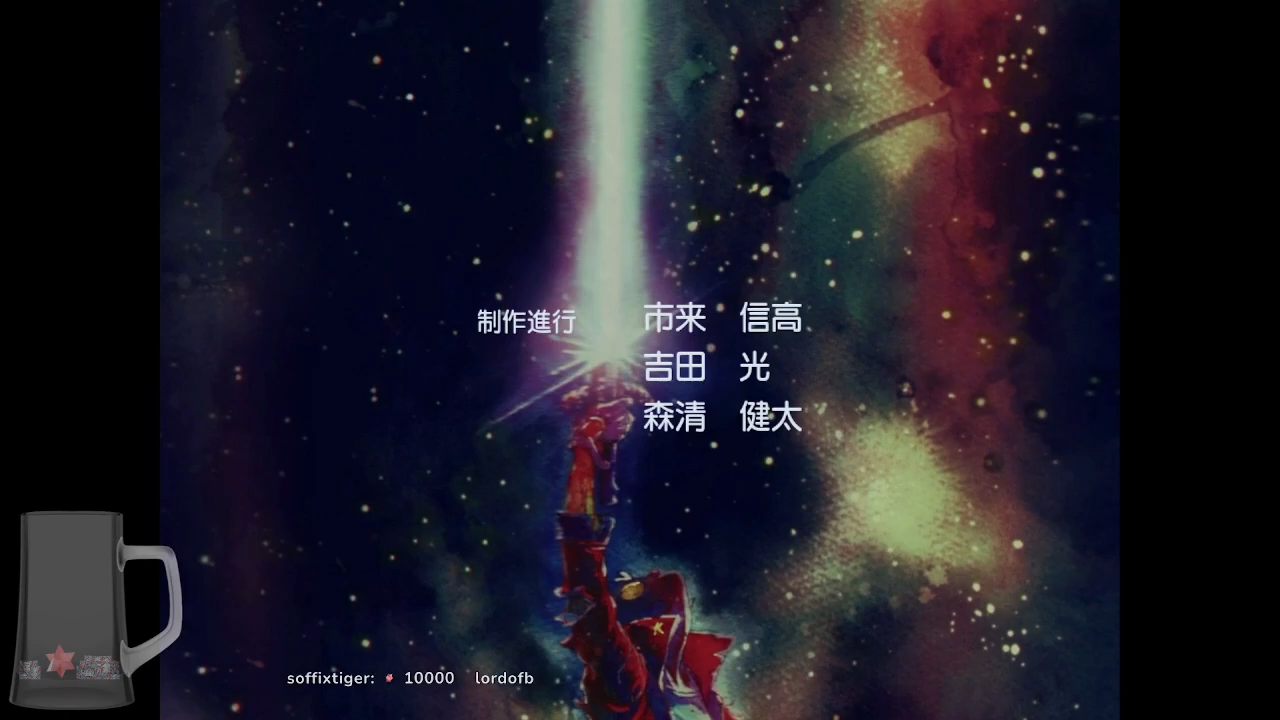 制作進行 市来 信高
吉田 光
森清 健太
soffixtiger: 10000 lordofb